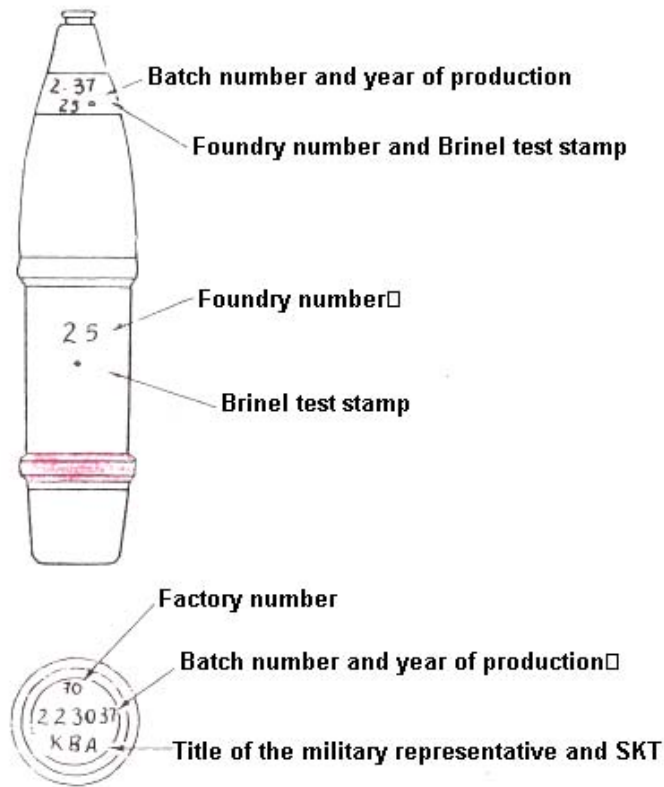 2.37
25
Batch number and year of production
Foundry number and Brinel test stamp
Foundry number
25
Brinel test stamp
Factory number
70
Batch number and year of production
2 2 30 37
K B A
Title of the military representative and SKT